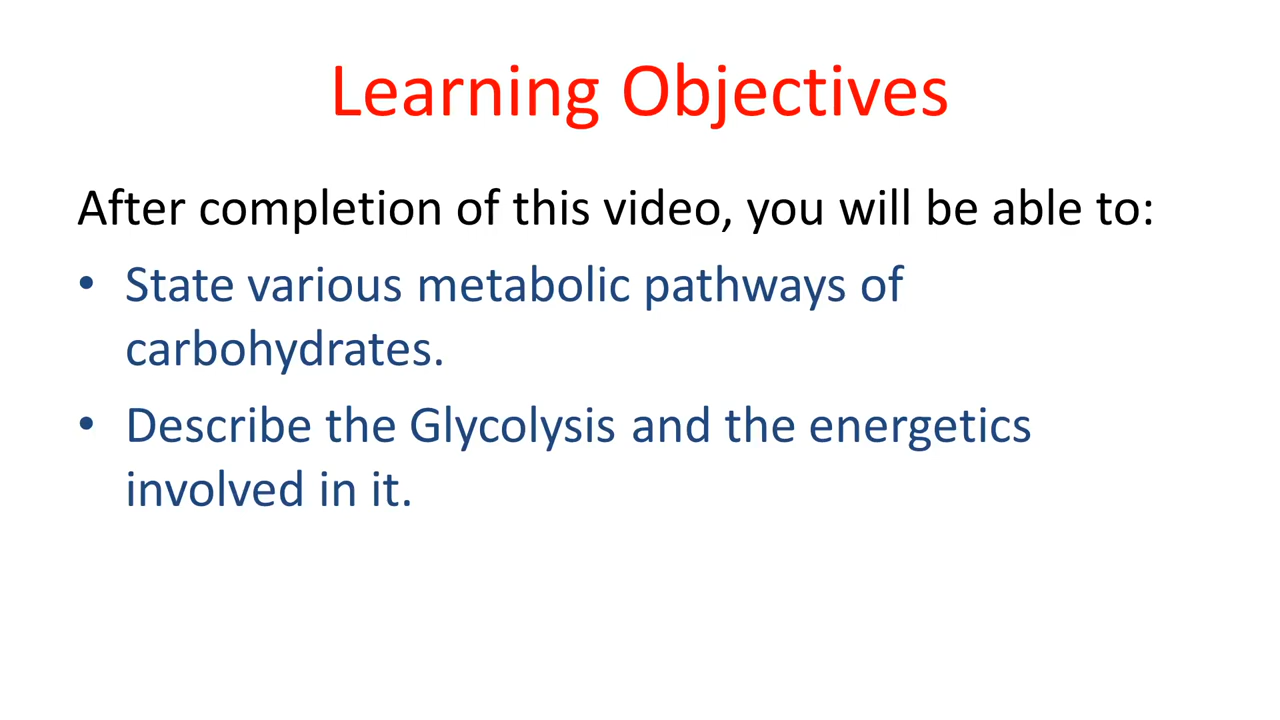 Learning Objectives
After completion of this video, you will be able to:
• State various metabolic pathways of
carbohydrates.
• Describe the Glycolysis and the energetics
involved in it.